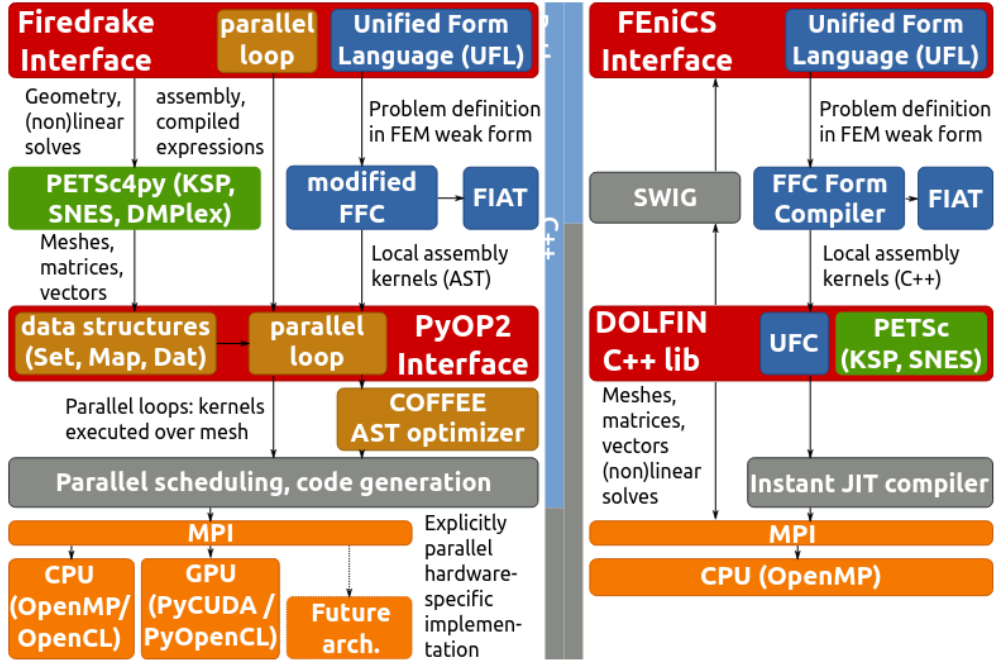 Firedrake
Interface
parallel
loop
Unified Form
Language (UFL)
Geometry,
(non)linear
solves
assembly,
compiled
expressions
Problem definition
in FEM weak form
PETSc4py (KSP,
SNES, DMPlex)
modified
FFC
FIAT
Meshes,
matrices,
vectors
Local assembly
kernels (AST)
data structures
(Set, Map, Dat)
parallel
loop
PyOP2
Interface
Parallel loops: kernels
executed over mesh
COFFEE
AST optimizer
Parallel scheduling, code generation
MPI
CPU
(OpenMP/
OpenCL)
GPU
(PyCUDA /
PyOpenCL)
Future
arch.
Explicitly
parallel
hardware-
specific
implemen-
tation
C++
FEniCS
Interface
Unified Form
Language (UFL)
Problem definition
in FEM weak form
SWIG
FFC Form
Compiler
FIAT
Local assembly
kernels (C++)
DOLFIN
C++ lib
UFC
PETSc
(KSP, SNES)
Meshes,
matrices,
vectors
(non)linear
solves
Instant JIT compiler
MPI
CPU (OpenMP)